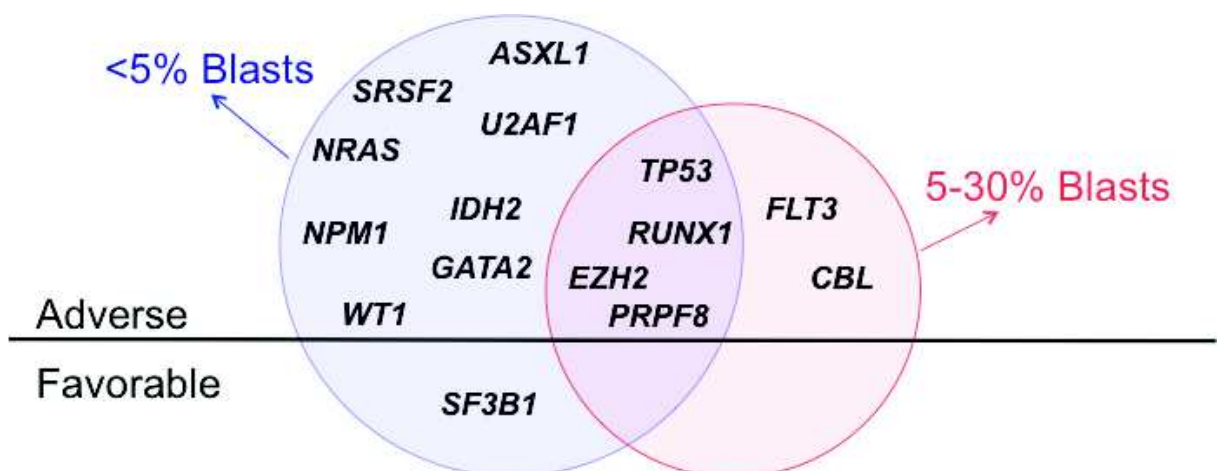 ASXL1
<5% Blasts
SRSF2
U2AF1
NRAS
TP53
5-30% Blasts
IDH2
FLT3
NPM1
RUNX1
GATA2
EZH2
CBL
Adverse
WT1
PRPF8
Favorable
SF3B1